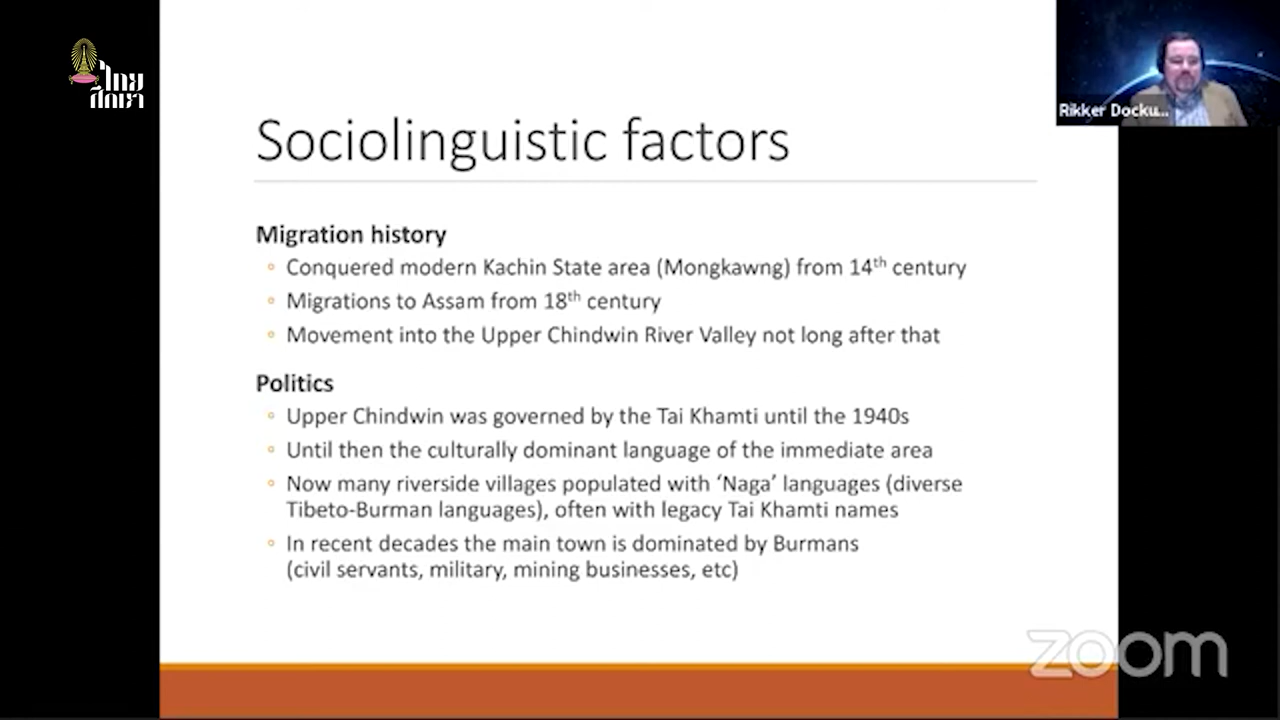 ไทย
ศึกษา
Rikker Docku...
Sociolinguistic factors
Migration history
Conquered modern Kachin State area (Mongkawng) from 14th century
Migrations to Assam from 18th century
Movement into the Upper Chindwin River Valley not long after that
Politics
Upper Chindwin was governed by the Tai Khamti until the 1940s
Until then the culturally dominant language of the immediate area
Now many riverside villages populated with ‘Naga’ languages (diverse
Tibeto-Burman languages), often with legacy Tai Khamti names
In recent decades the main town is dominated by Burmans
(civil servants, military, mining businesses, etc)
zoom